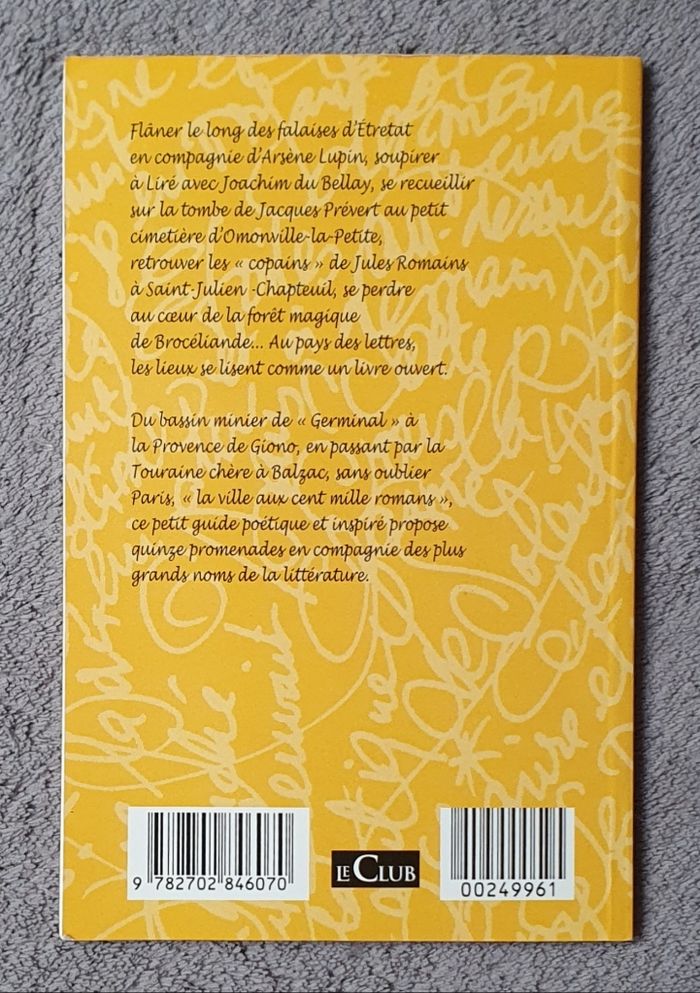 Flâner le long des falaises d'Étretat
en compagnie d'Arsène Lupin, soupirer
à Liré avec Joachim du Bellay, se recueillir
sur la tombe de Jacques Prévert au petit
cimetière d'Omonville-la-Petite,
retrouver les « copains » de Jules Romains
à Saint-Julien -Chapteuil, se perdre
au cœur de la forêt magique
de Brocéliande... Au pays des lettres,
les lieux se lisent comme un livre ouvert.
Du bassin minier de « Germinal » à
la Provence de Giono, en passant par la
Touraine chère à Balzac, sans oublier
Paris, « la ville aux cent mille romans »,
ce petit guide poétique et inspiré propose
quinze promenades en compagnie des plus
grands noms de la littérature.
9 782702 846070
LE CLUB
00249961